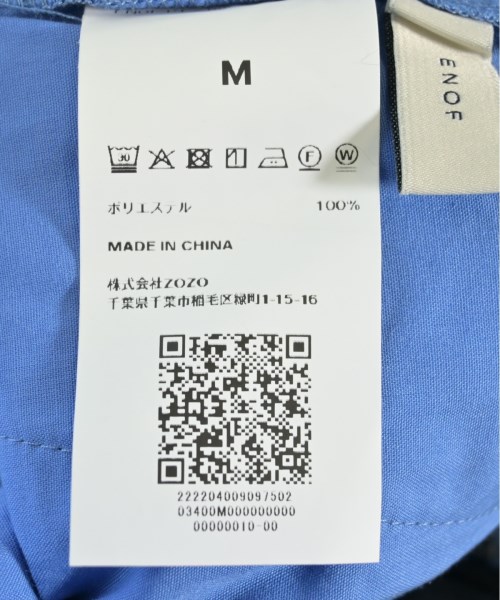 ENOF
M
30
F
W
ポリエステル 100%
MADE IN CHINA
株式会社ZOZO
千葉県千葉市稲毛区緑町1-15-16
222204009097502
03400M000000000
00000010-00